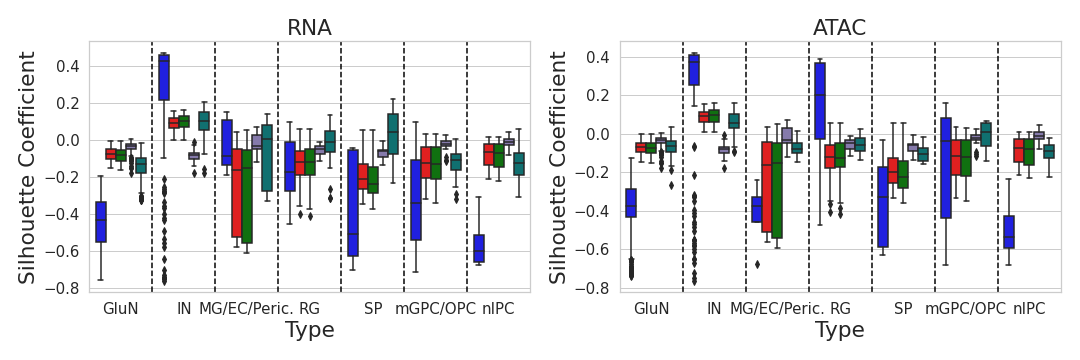 RNA
Silhouette Coefficient
0.4
0.2
0.0
−0.2
−0.4
−0.6
−0.8
GluN IN MG/EC/Peric. RG SP mGPC/OPC nIPC
Type
ATAC
Silhouette Coefficient
0.4
0.2
0.0
−0.2
−0.4
−0.6
−0.8
GluN IN MG/EC/Peric. RG SP mGPC/OPC nIPC
Type